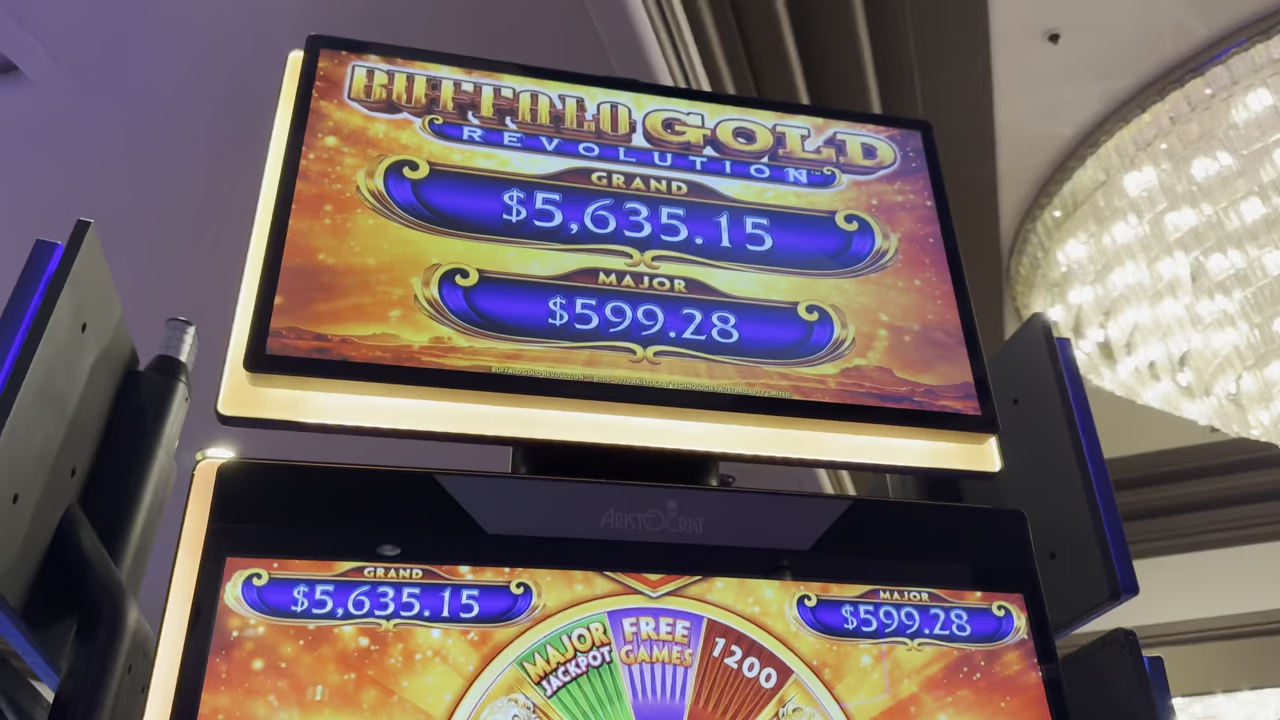 BUFFALO GOLD
REVOLUTION™
GRAND
$5,635.15
MAJOR
$599.28
ARISTOCRAT
GRAND
$5,635.15
MAJOR
$599.28
MAJOR
JACKPOT
FREE
GAMES
1200